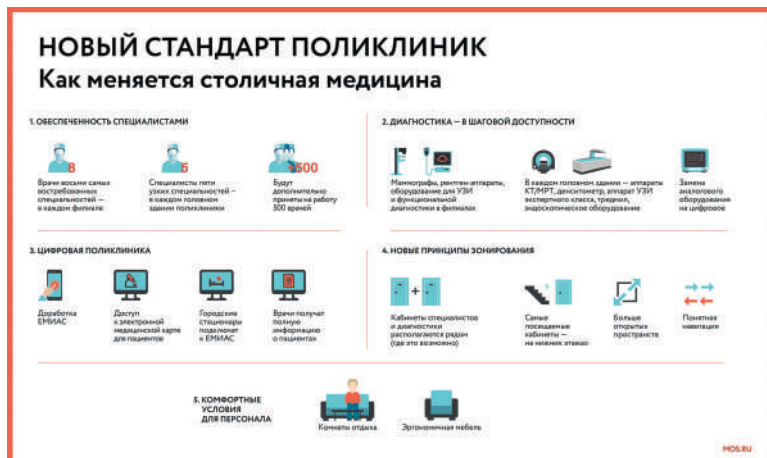 НОВЫЙ СТАНДАРТ ПОЛИКЛИНИК
Как меняется столичная медицина
1. ОБЕСПЕЧЕННОСТЬ СПЕЦИАЛИСТАМИ
8
Врачи восьми самых
востребованных
специальностей —
в каждом филиале
5
Специалисты пяти
узких специальностей –
в каждом головном
здании поликлиники
+500
Будут
дополнительно
приняты на работу
500 врачей
2. ДИАГНОСТИКА — В ШАГОВОЙ ДОСТУПНОСТИ
Маммографы, рентген-аппараты,
оборудование для УЗИ
и функциональной
диагностики в филиалах
В каждом головном здании — аппараты
КТ/МРТ, денситометр, аппарат УЗИ
экспертного класса, тредмил,
эндоскопическое оборудование
Замена
аналогового
оборудования
на цифровое
3. ЦИФРОВАЯ ПОЛИКЛИНИКА
Доработка
ЕМИАС
Доступ
к электронной
медицинской карте
для пациентов
Городские
стационары
подключат
к ЕМИАС
Врачи получат
полную
информацию
о пациентах
4. НОВЫЕ ПРИНЦИПЫ ЗОНИРОВАНИЯ
Кабинеты специалистов
и диагностики
располагаются рядом
(где это возможно)
Самые
посещаемые
кабинеты —
на нижних этажах
Больше
открытых
пространств
Понятная
навигация
5. КОМФОРТНЫЕ
УСЛОВИЯ
ДЛЯ ПЕРСОНАЛА
Комнаты отдыха
Эргономичная мебель
MOS.RU